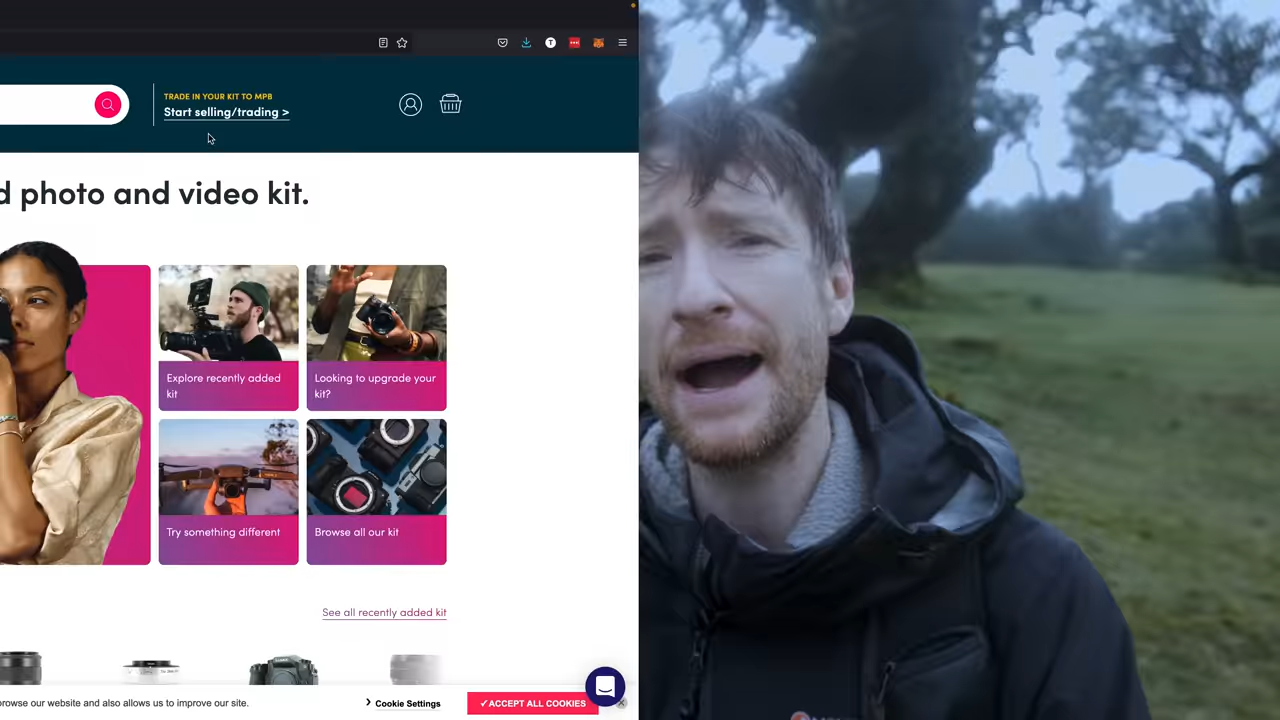 TRADE IN YOUR KIT TO MPB
Start selling/trading >
d photo and video kit.
Explore recently added
kit
Looking to upgrade your
kit?
Try something different
Browse all our kit
See all recently added kit
browse our website and also allows us to improve our site.
Cookie Settings
✓ACCEPT ALL COOKIES